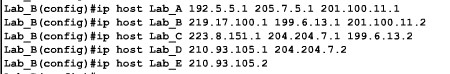 Lab_B(config)#ip host Lab_A 192.5.5.1 205.7.5.1 201.100.11.1
Lab_B(config)#ip host Lab_B 219.17.100.1 199.6.13.1 201.100.11.2
Lab_B(config)#ip host Lab_C 223.8.151.1 204.204.7.1 199.6.13.2
Lab_B(config)#ip host Lab_D 210.93.105.1 204.204.7.2
Lab_B(config)#ip host Lab_E 210.93.105.2